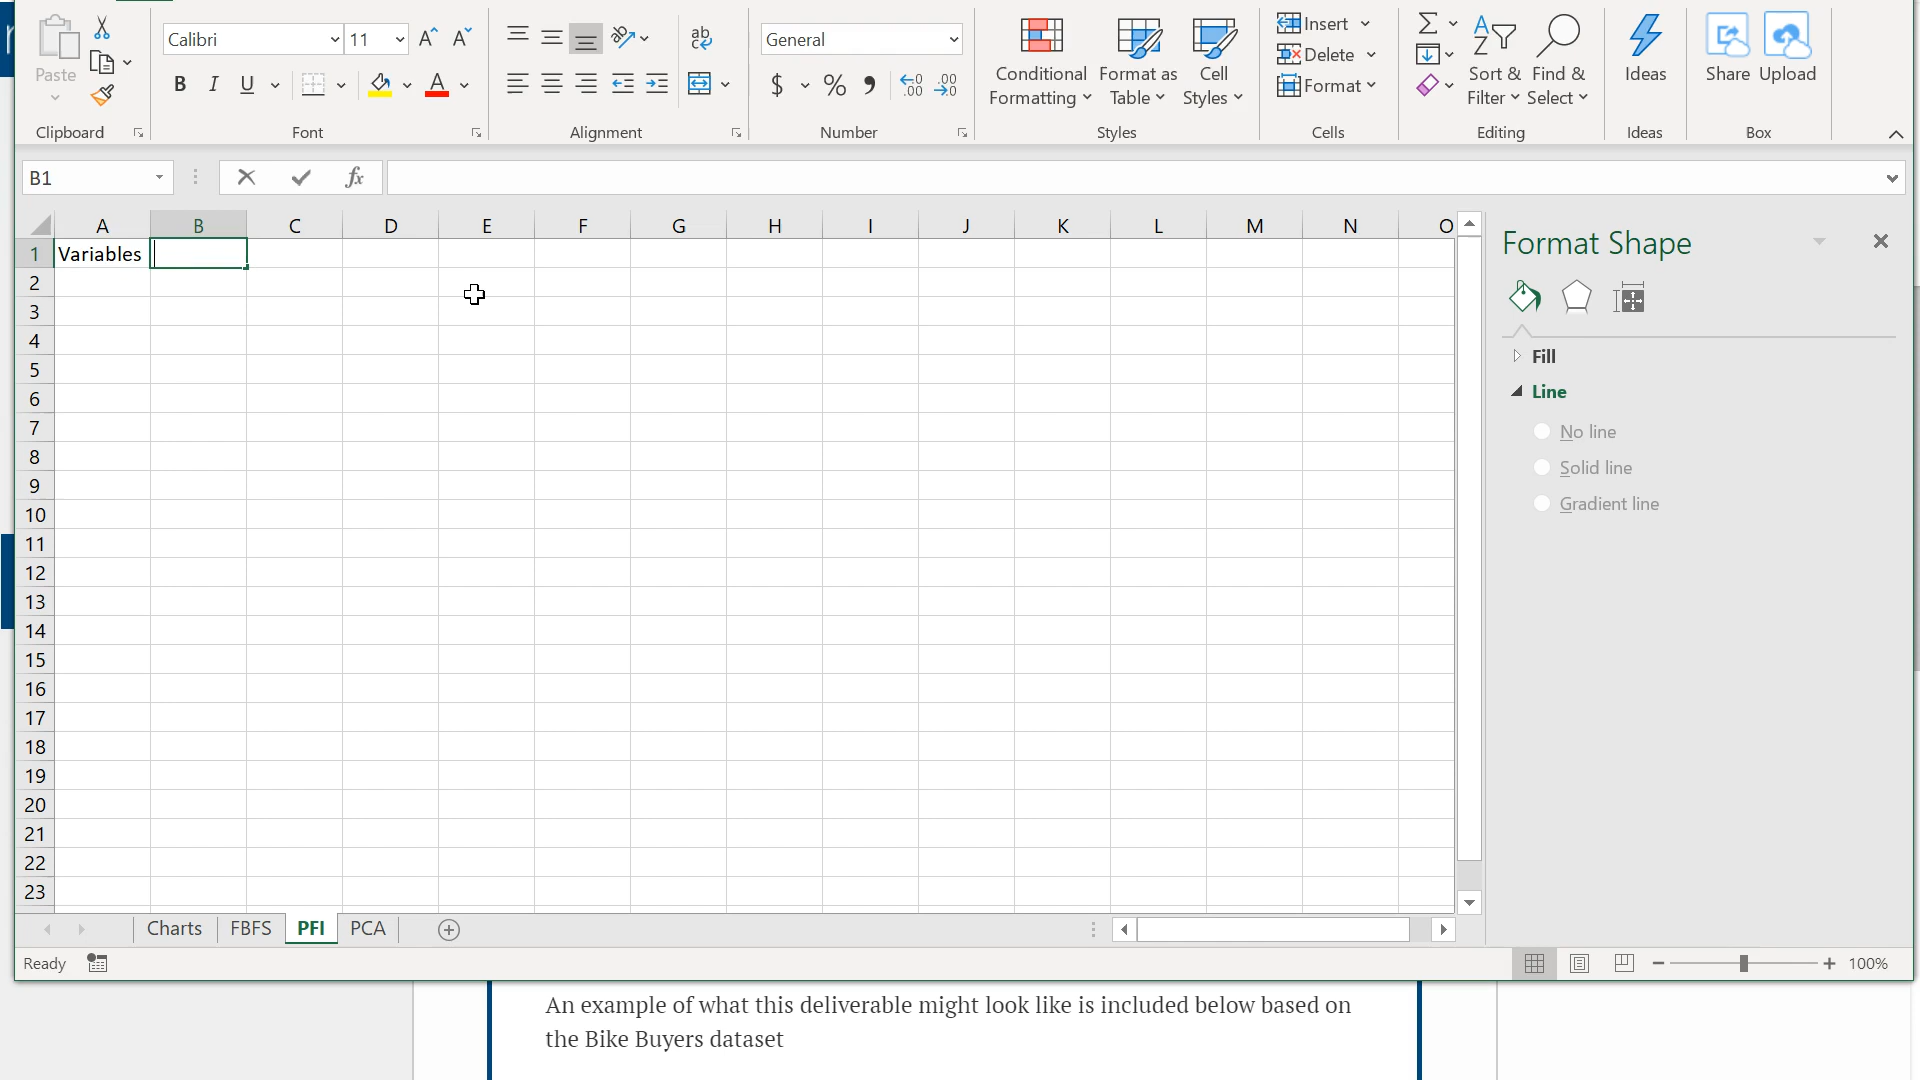 Calibri 11 General Insert
Paste Conditional Format as Cell Delete Sort & Find & Ideas Share Upload
B I U A $ % Formatting Table Styles Format Filter Select
Clipboard Font Alignment Number Styles Cells Editing Ideas Box
B1 fx
A B C D E F G H I J K L M N O
1 Variables
2
3
4
5
6
7
8
9
10
11
12
13
14
15
16
17
18
19
20
21
22
23
Format Shape
Fill
Line
No line
Solid line
Gradient line
Charts FBFS PFI PCA
Ready 100%
An example of what this deliverable might look like is included below based on
the Bike Buyers dataset